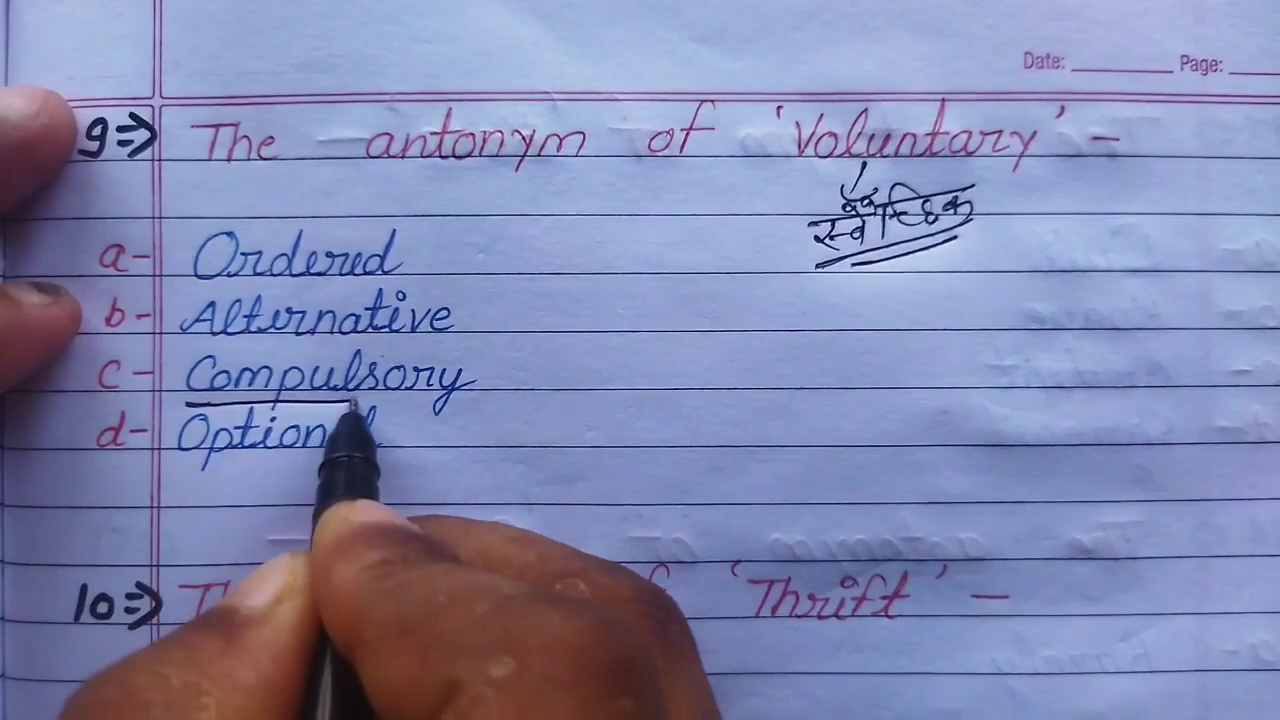 Date: Page:
9⇒ The antonym of 'Voluntary' -
a- Ordered
b- Alternative
c- Compulsory
d- Option
10⇒ 'Thrift' -